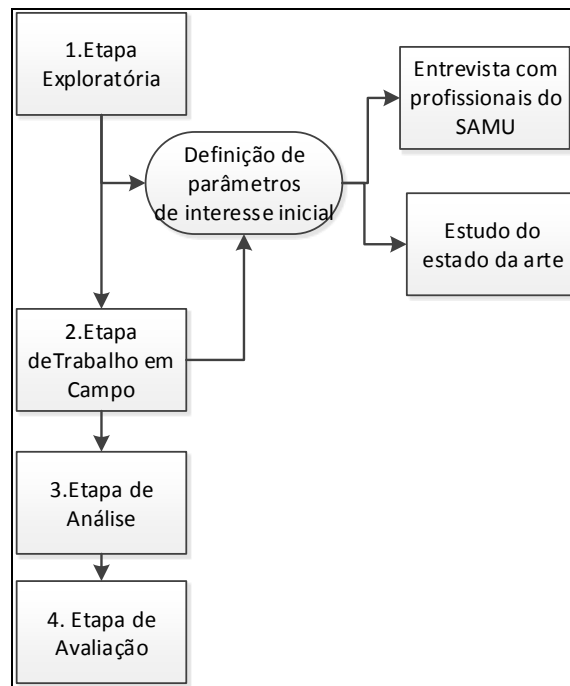 1.Etapa
Exploratória
Definição de
parâmetros
de interesse inicial
Entrevista com
profissionais do
SAMU
Estudo do
estado da arte
2.Etapa
deTrabalho em
Campo
3.Etapa de
Análise
4. Etapa de
Avaliação